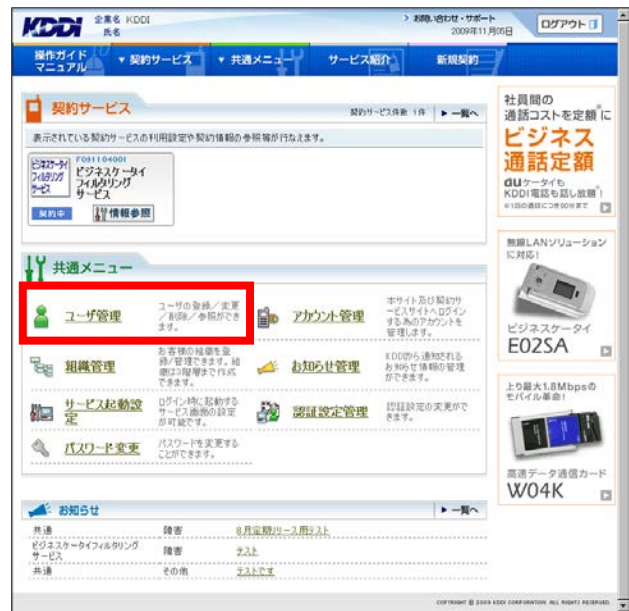 KDDI
企業名 KDDI
氏名
お問い合わせ・サポート
2009年11月05日
ログアウト
操作ガイド
マニュアル
契約サービス
共通メニュー
サービス紹介
新規契約
契約サービス
契約サービス件数 1件
一覧へ
表示されている契約サービスの利用設定や契約情報の参照等が行なえます。
ビジネスケータイ
フィルタリング
サービス
F091104001
ビジネスケータイ
フィルタリング
サービス
契約中
情報参照
共通メニュー
ユーザ管理
ユーザの登録／変更
／削除／参照ができ
ます。
アカウント管理
本サイト及び契約サ
ービスサイトへログイン
する為のアカウントを
管理します。
組織管理
お客様の組織を登
録/管理できます。組
織は3階層まで作成
できます。
お知らせ管理
KDDIから通知される
お知らせ情報の管理
ができます。
サービス起動設
定
ログイン時に起動する
サービス画面の設定
が可能です。
認証設定管理
認証設定の変更がで
きます。
パスワード変更
パスワードを変更する
ことができます。
お知らせ
一覧へ
共通 障害 8月定期リリース用テスト
ビジネスケータイフィルタリング
サービス
障害 テスト
共通 その他 テストです
社員間の
通話コストを定額に
ビジネス
通話定額
auケータイも
KDDI電話も話し放題!
※1回の通話につき90分まで
無線LANソリューション
に対応!
ビジネスケータイ
E02SA
上り最大1.8Mbpsの
モバイル革命!
高速データ通信カード
W04K
COPYRIGHT © 2009 KDDI CORPORATION. ALL RIGHTS RESERVED.